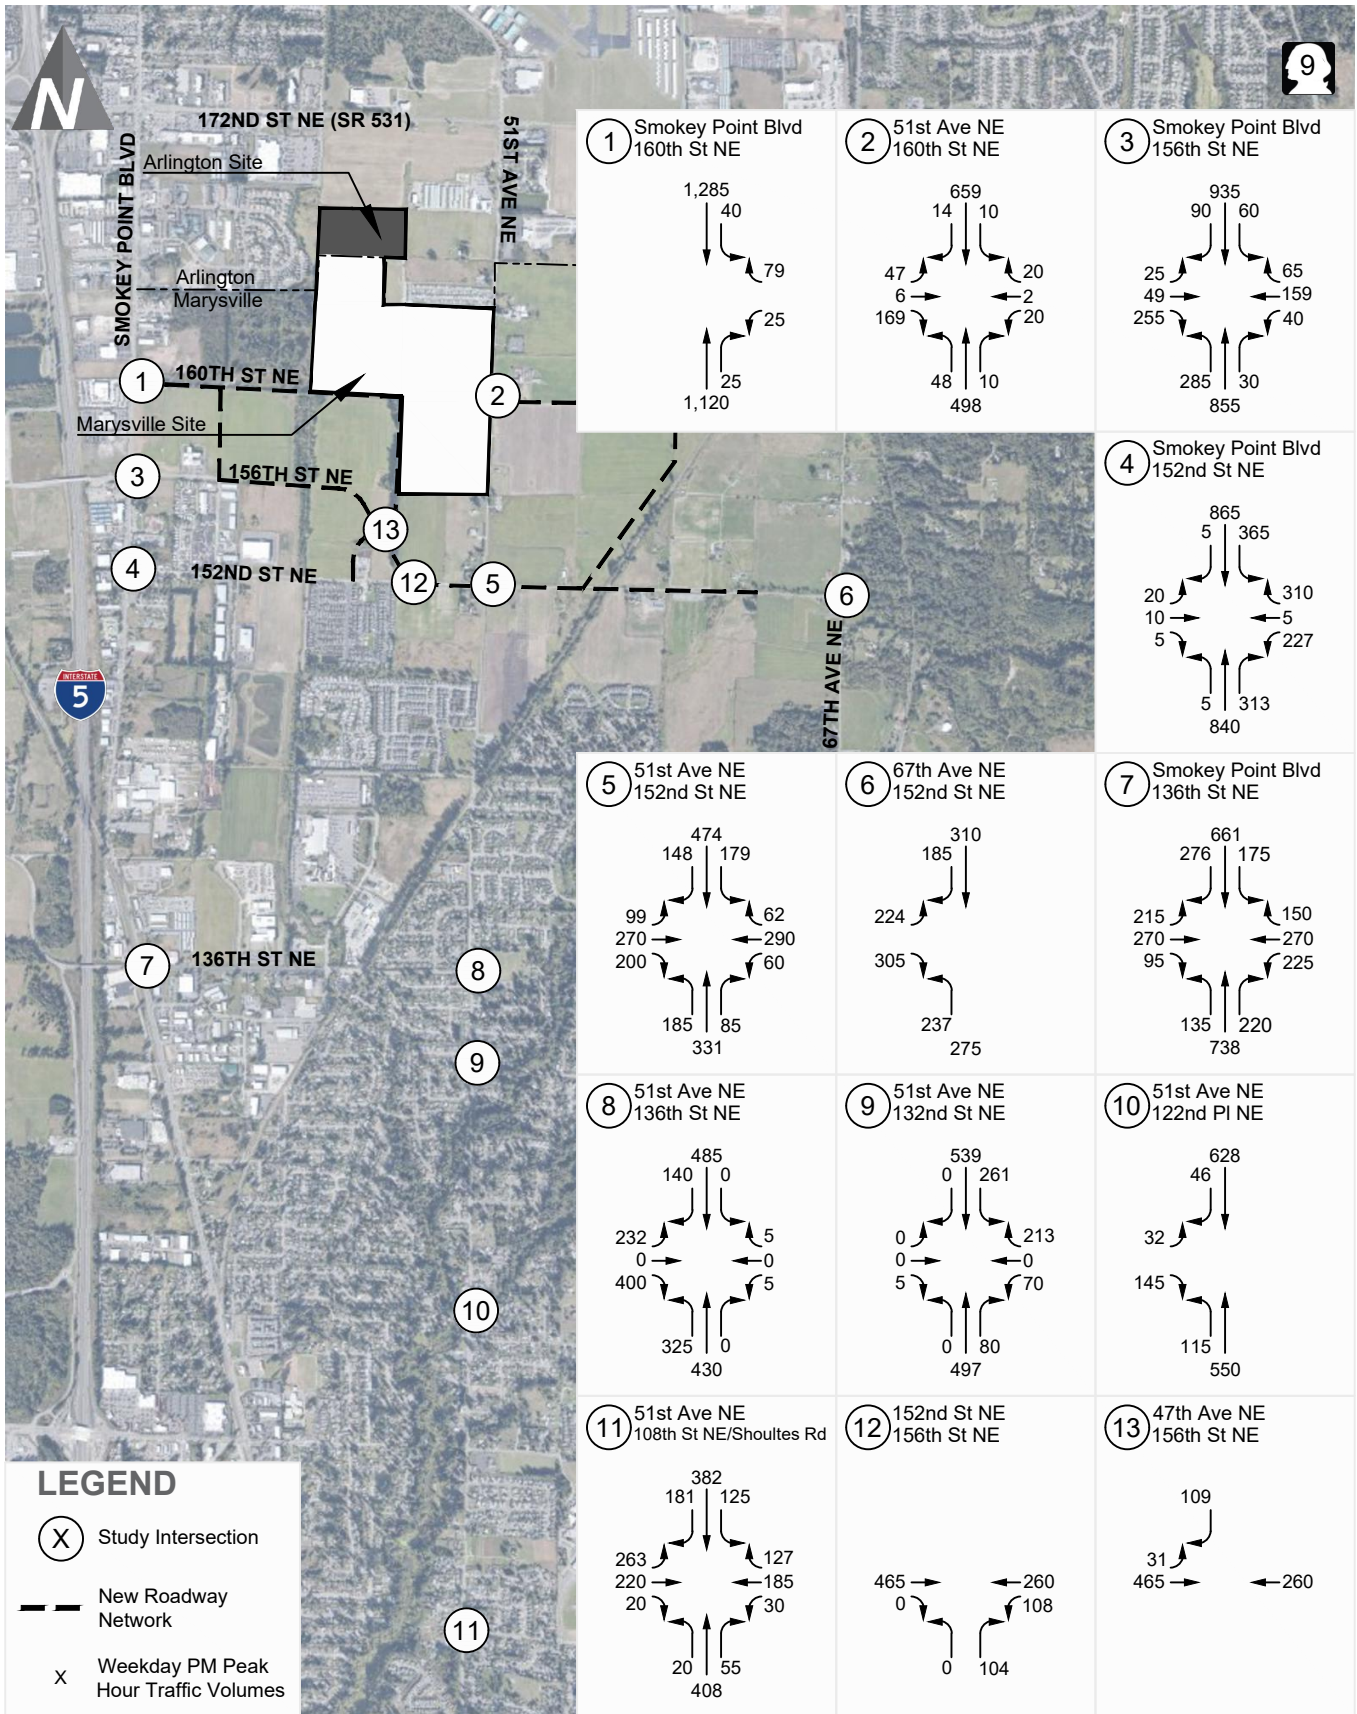 N
9
172ND ST NE (SR 531)
SMOKEY POINT BLVD
51ST AVE NE
Arlington Site
Arlington
Marysville
160TH ST NE
Marysville Site
156TH ST NE
152ND ST NE
67TH AVE NE
136TH ST NE
INTERSTATE
5
1
2
3
4
5
6
7
8
9
10
11
12
13
1 Smokey Point Blvd
160th St NE
1,285
40
79
25
25
1,120
2 51st Ave NE
160th St NE
659
14 10
47 20
6 2
169 20
48 10
498
3 Smokey Point Blvd
156th St NE
935
90 60
25 65
49 159
255 40
285 30
855
4 Smokey Point Blvd
152nd St NE
865
5 365
20 310
10 5
5 227
5 313
840
5 51st Ave NE
152nd St NE
474
148 179
99 62
270 290
200 60
185 85
331
6 67th Ave NE
152nd St NE
310
185
224
305
237
275
7 Smokey Point Blvd
136th St NE
661
276 175
215 150
270 270
95 225
135 220
738
8 51st Ave NE
136th St NE
485
140 0
232 5
0 0
400 5
325 0
430
9 51st Ave NE
132nd St NE
539
0 261
0 213
0 0
5 70
0 80
497
10 51st Ave NE
122nd Pl NE
628
46
32
145
115
550
11 51st Ave NE
108th St NE/Shoultes Rd
382
181 125
263 127
220 185
20 30
20 55
408
12 152nd St NE
156th St NE
465 260
0 108
0 104
13 47th Ave NE
156th St NE
109
31
465 260
LEGEND
X Study Intersection
New Roadway
Network
X Weekday PM Peak
Hour Traffic Volumes